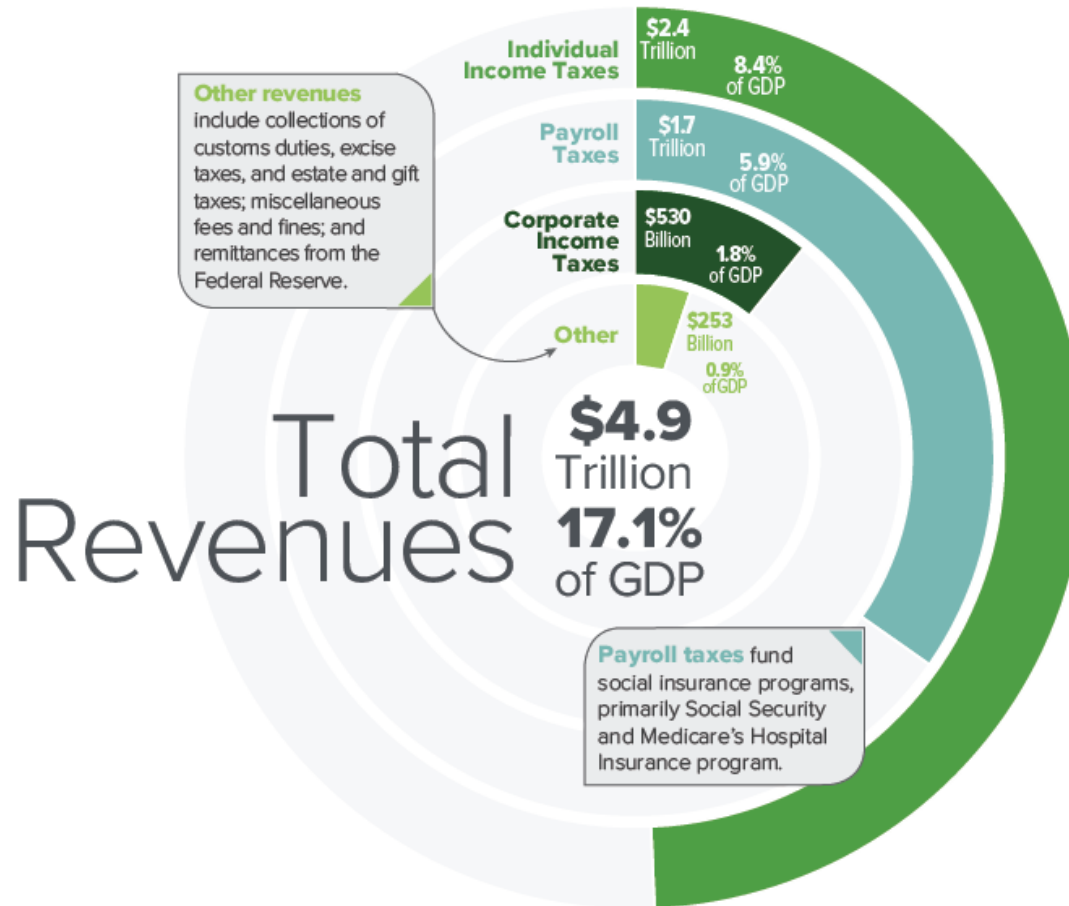 $2.4
Trillion
Individual
Income Taxes
8.4%
of GDP
Other revenues
include collections of
customs duties, excise
taxes, and estate and gift
taxes; miscellaneous
fees and fines; and
remittances from the
Federal Reserve.
Payroll
Taxes
$1.7
Trillion
5.9%
of GDP
Corporate
Income
Taxes
$530
Billion
1.8%
of GDP
Other
$253
Billion
0.9%
of GDP
Total
Revenues
$4.9
Trillion
17.1%
of GDP
Payroll taxes fund
social insurance programs,
primarily Social Security
and Medicare's Hospital
Insurance program.